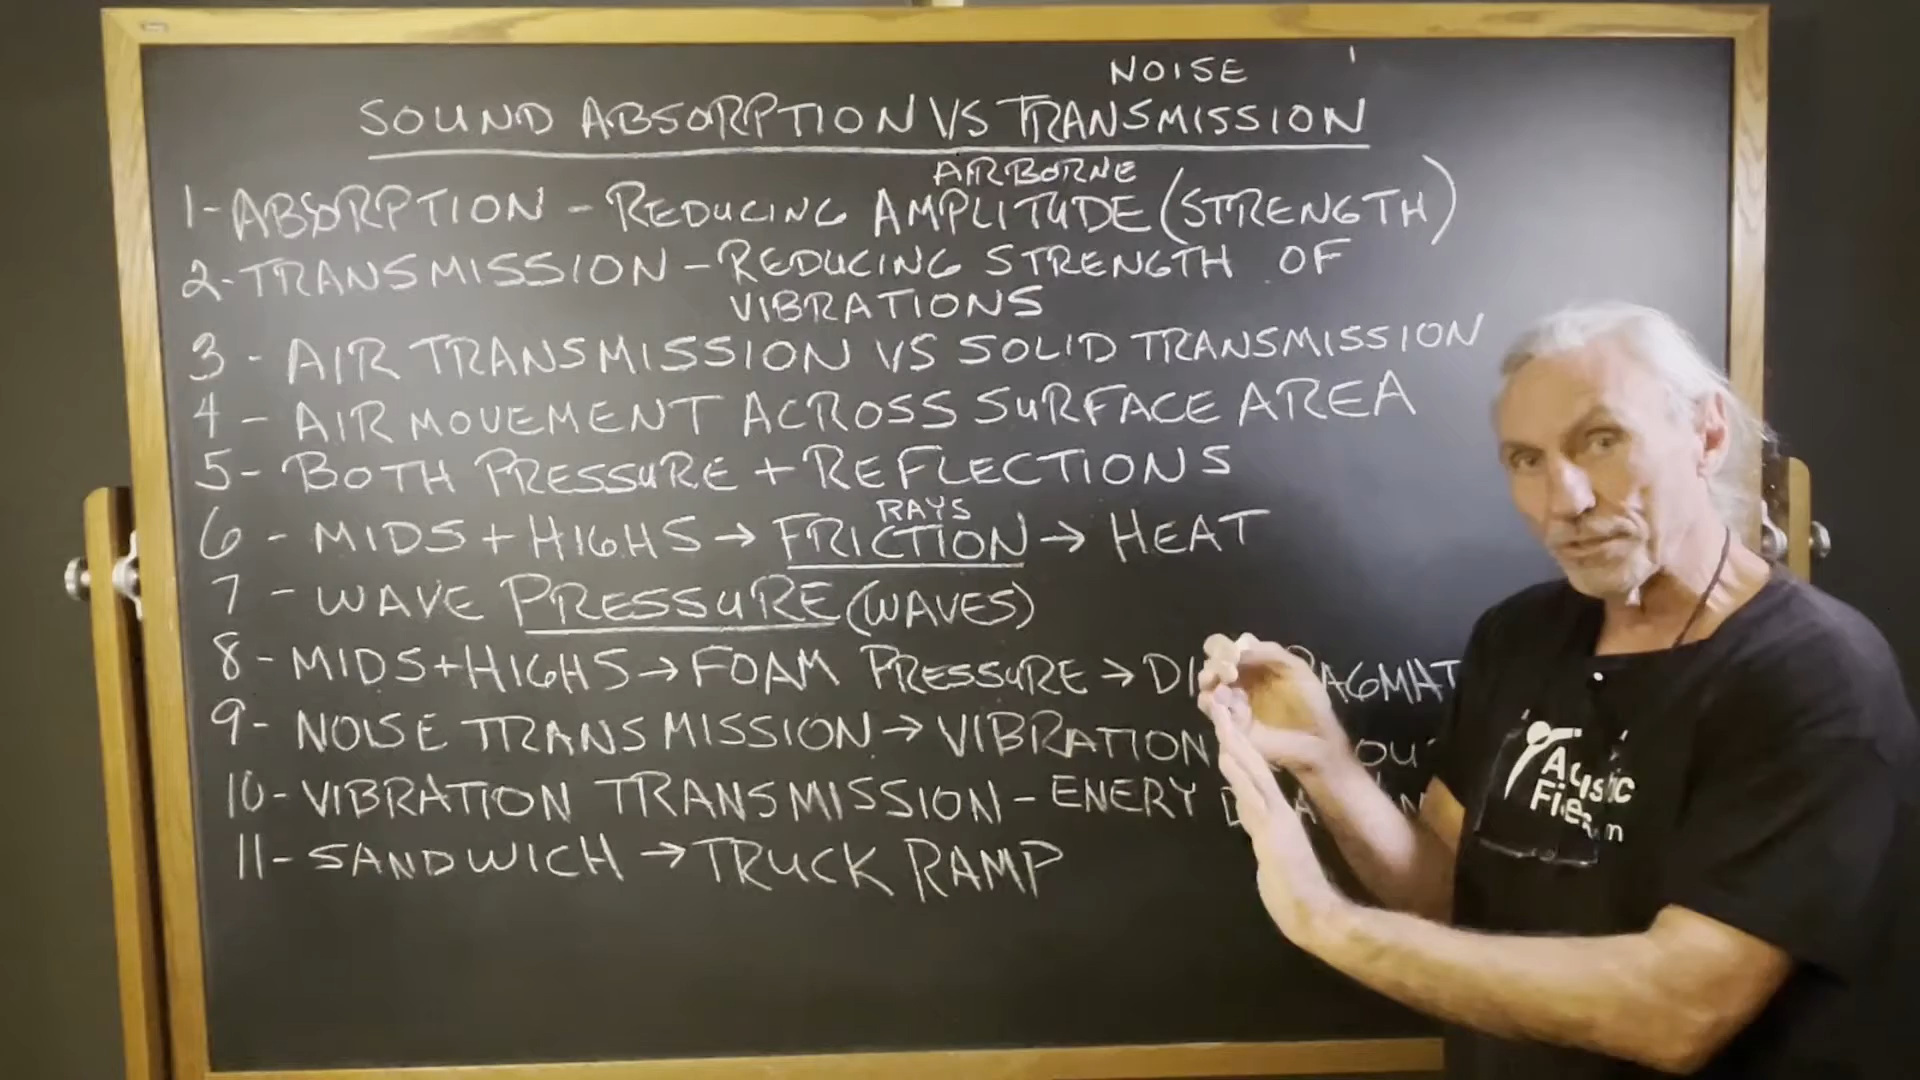 NOISE
SOUND ABSORPTION VS TRANSMISSION
AIRBORNE
1- ABSORPTION - REDUCING AMPLITUDE (STRENGTH)
2- TRANSMISSION - REDUCING STRENGTH OF
VIBRATIONS
3 - AIR TRANSMISSION VS SOLID TRANSMISSION
4 - AIR MOVEMENT ACROSS SURFACE AREA
5 - BOTH PRESSURE + REFLECTIONS
RAYS
6 - MIDS + HIGHS → FRICTION → HEAT
7 - WAVE PRESSURE (WAVES)
8 - MIDS + HIGHS → FOAM PRESSURE →
9 - NOISE TRANSMISSION → VIBRATION
10 - VIBRATION TRANSMISSION - ENERY
11 - SANDWICH → TRUCK RAMP